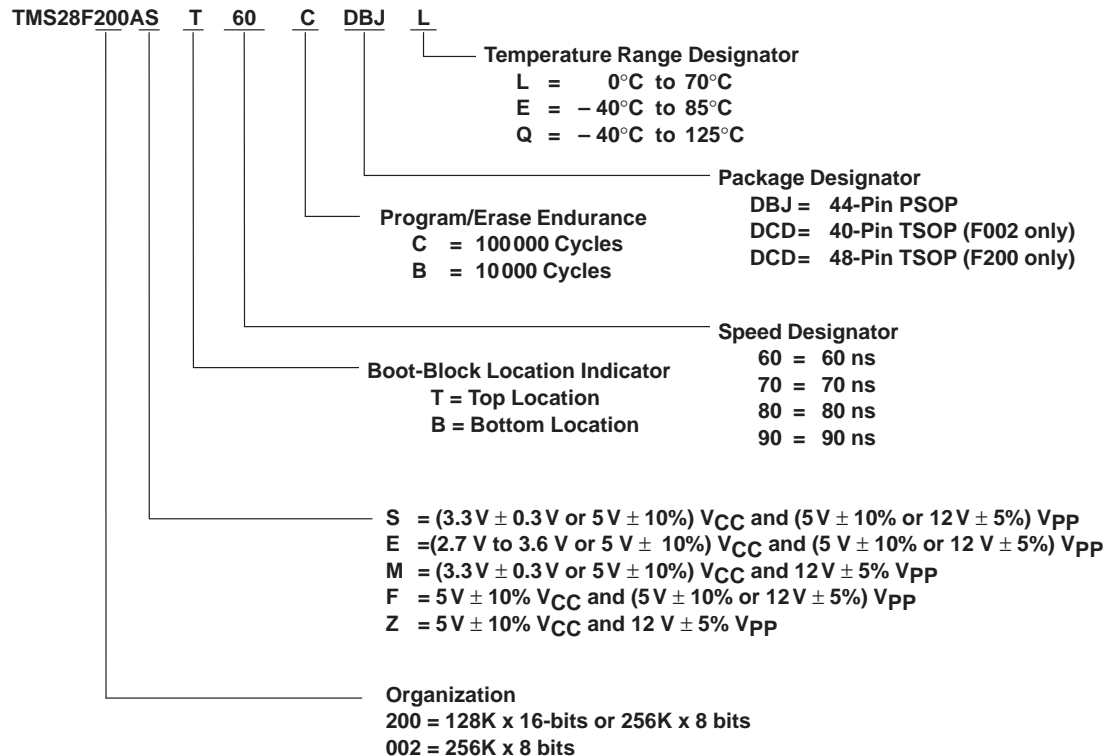 TMS28F200AS T 60 C DBJ L
Temperature Range Designator
L = 0°C to 70°C
E = – 40°C to 85°C
Q = – 40°C to 125°C
Package Designator
DBJ = 44-Pin PSOP
DCD = 40-Pin TSOP (F002 only)
DCD = 48-Pin TSOP (F200 only)
Program/Erase Endurance
C = 100 000 Cycles
B = 10 000 Cycles
Speed Designator
60 = 60 ns
70 = 70 ns
80 = 80 ns
90 = 90 ns
Boot-Block Location Indicator
T = Top Location
B = Bottom Location
S = (3.3 V ± 0.3 V or 5 V ± 10%) VCC and (5 V ± 10% or 12 V ± 5%) VPP
E =(2.7 V to 3.6 V or 5 V ± 10%) VCC and (5 V ± 10% or 12 V ± 5%) VPP
M = (3.3 V ± 0.3 V or 5 V ± 10%) VCC and 12 V ± 5% VPP
F = 5 V ± 10% VCC and (5 V ± 10% or 12 V ± 5%) VPP
Z = 5 V ± 10% VCC and 12 V ± 5% VPP
Organization
200 = 128K x 16-bits or 256K x 8 bits
002 = 256K x 8 bits